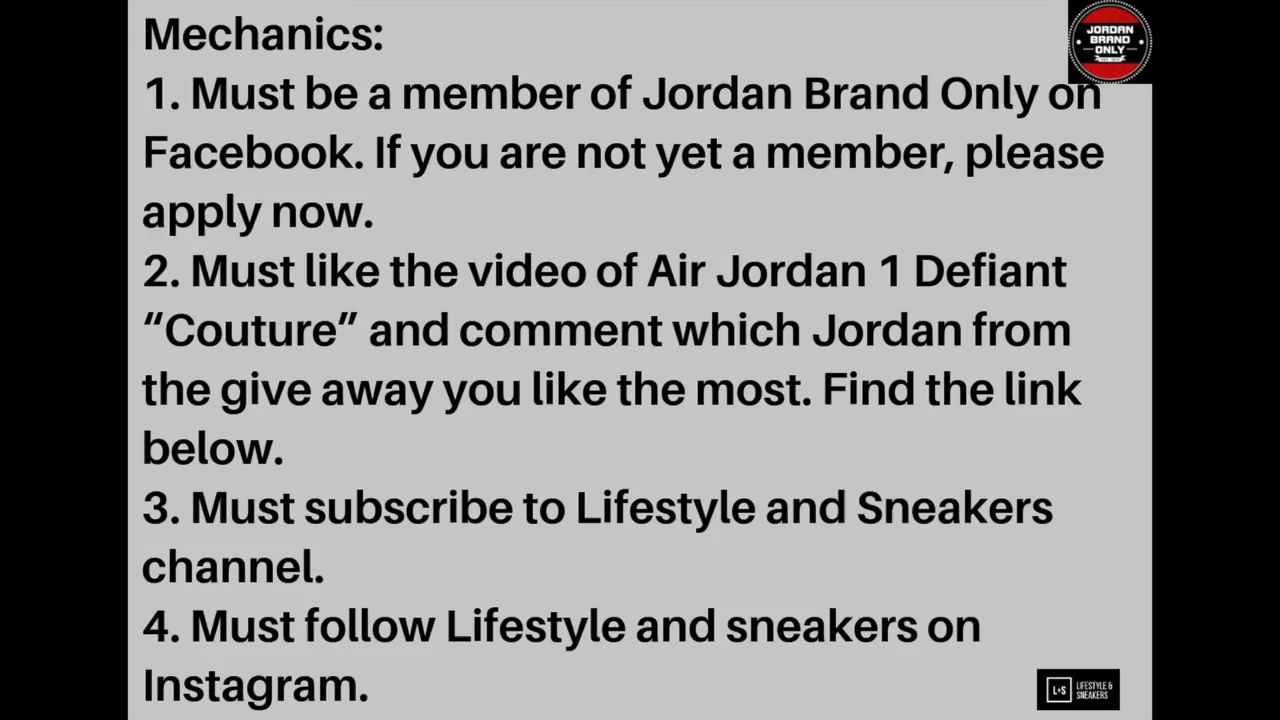 Mechanics:
1. Must be a member of Jordan Brand Only on
Facebook. If you are not yet a member, please
apply now.
2. Must like the video of Air Jordan 1 Defiant
“Couture” and comment which Jordan from
the give away you like the most. Find the link
below.
3. Must subscribe to Lifestyle and Sneakers
channel.
4. Must follow Lifestyle and sneakers on
Instagram.
JORDAN
BRAND
ONLY
L+S
LIFESTYLE &
SNEAKERS